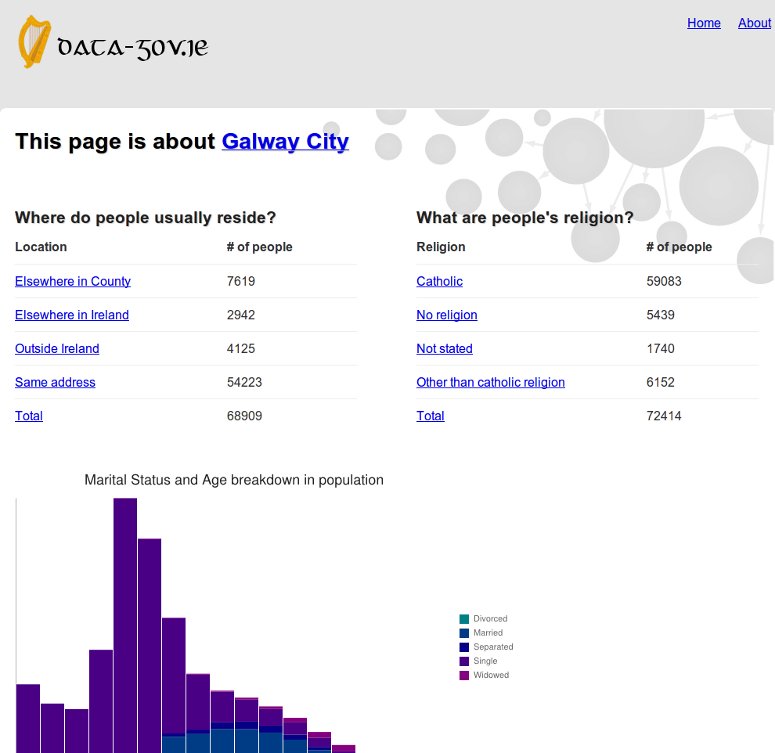 Home About
data-gov.ie
This page is about Galway City
Where do people usually reside?
Location # of people
Elsewhere in County 7619
Elsewhere in Ireland 2942
Outside Ireland 4125
Same address 54223
Total 68909
What are people's religion?
Religion # of people
Catholic 59083
No religion 5439
Not stated 1740
Other than catholic religion 6152
Total 72414
Marital Status and Age breakdown in population
Divorced
Married
Separated
Single
Widowed